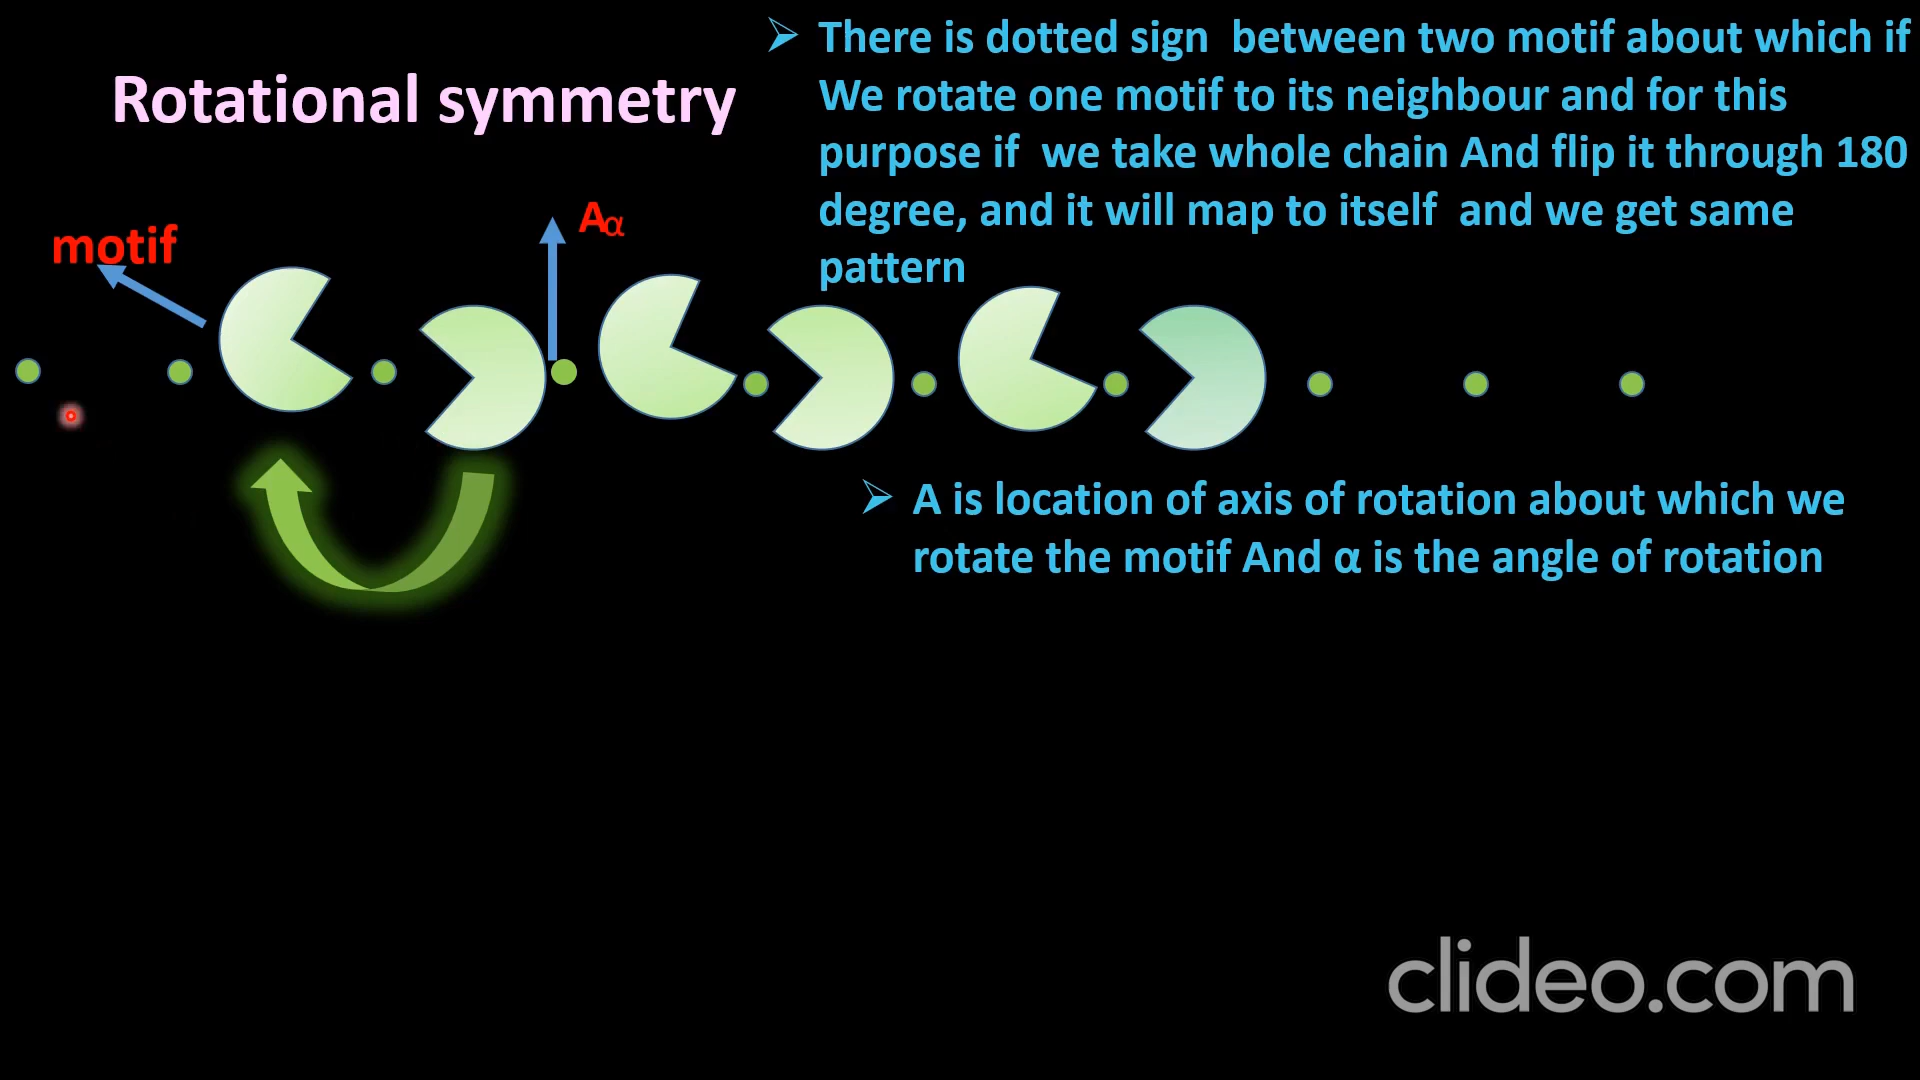 Rotational symmetry
➢ There is dotted sign between two motif about which if
We rotate one motif to its neighbour and for this
purpose if we take whole chain And flip it through 180
degree, and it will map to itself and we get same
pattern
motif
Aα
➢ A is location of axis of rotation about which we
rotate the motif And α is the angle of rotation
clideo.com